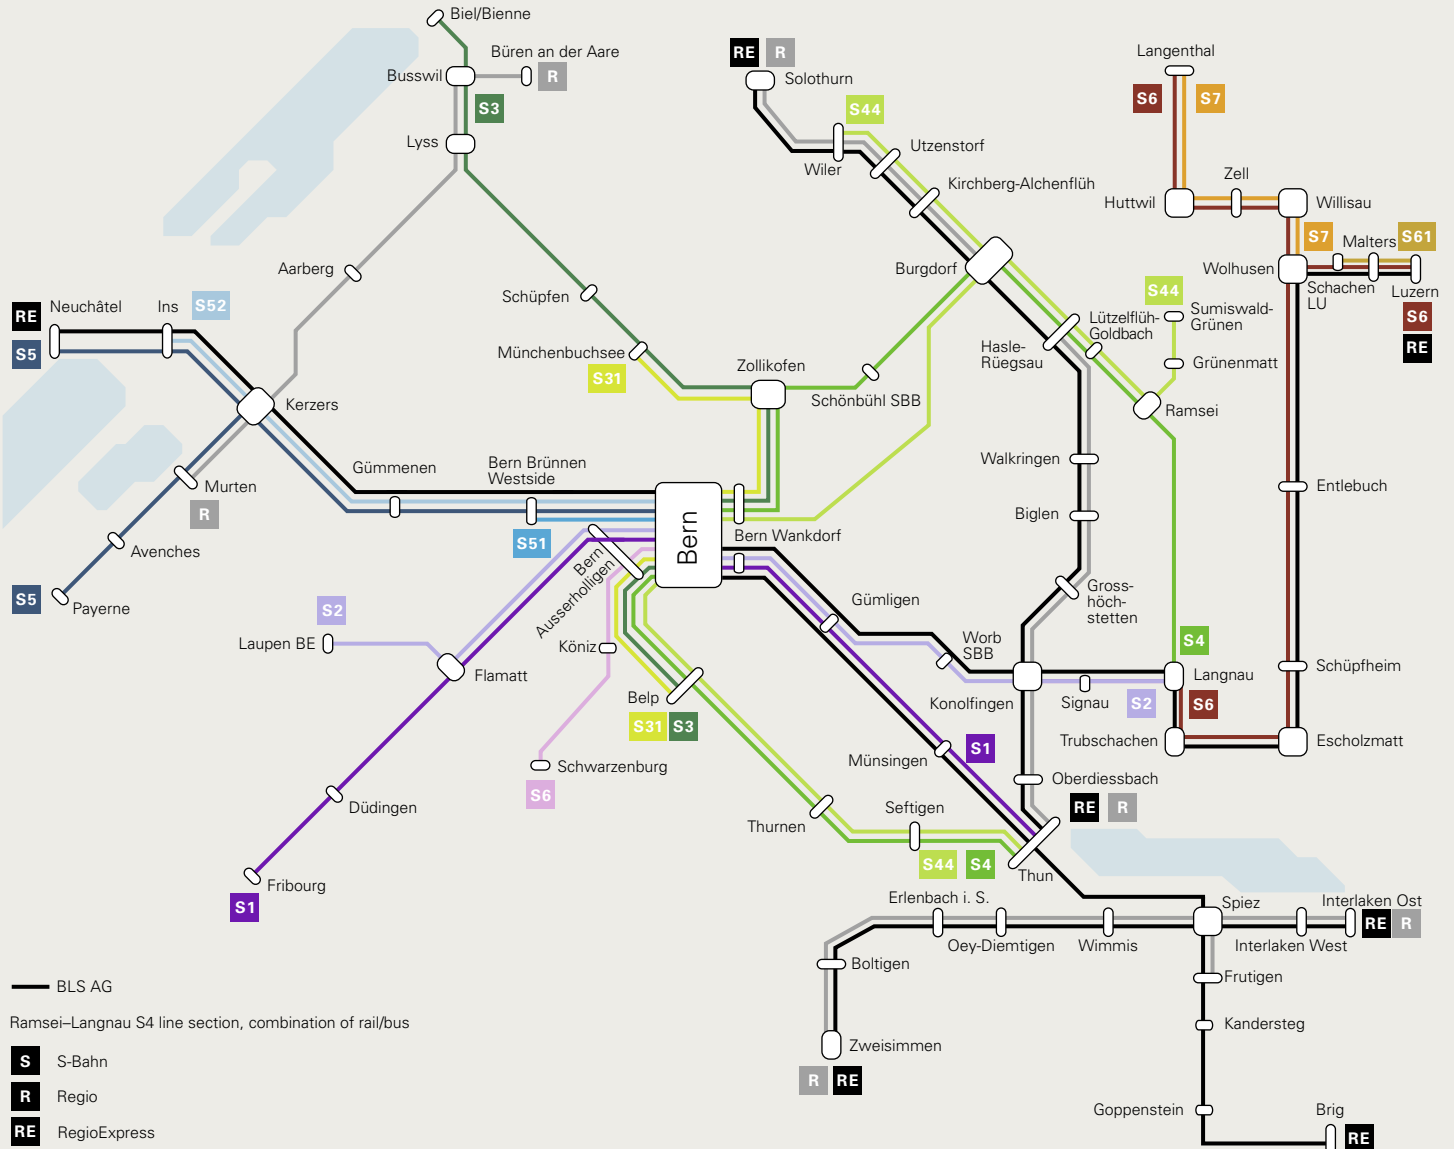 Biel/Bienne
Büren an der Aare
Busswil
R
S3
Lyss
RE
R
Solothurn
S44
Wiler
Utzenstorf
Kirchberg-Alchenflüh
Langenthal
S6
S7
Zell
Huttwil
Willisau
S7
Malters
S61
Wolhusen
Schachen
LU
Luzern
S6
RE
Aarberg
Schüpfen
Burgdorf
S44
Sumiswald-
Grünen
Lützelflüh-
Goldbach
Hasle-
Rüegsau
Grünenmatt
Ramsei
RE
Neuchâtel
Ins
S52
S5
Münchenbuchsee
S31
Zollikofen
Schönbühl SBB
Kerzers
Gümmenen
Bern Brünnen
Westside
S51
Murten
R
Avenches
S5
Payerne
Bern
Bern Wankdorf
Bern
Ausserholligen
Walkringen
Biglen
Entlebuch
Gross-
höch-
stetten
S2
Laupen BE
Flamatt
Köniz
Gümligen
Worb
SBB
S4
Langnau
Schüpfheim
Belp
S31
S3
Konolfingen
Signau
S2
S6
Trubschachen
Escholzmatt
Schwarzenburg
S6
Münsingen
S1
Oberdiessbach
RE
R
Düdingen
Thurnen
Seftigen
S44
S4
Thun
Fribourg
S1
Erlenbach i. S.
Spiez
Interlaken Ost
RE
R
Oey-Diemtigen
Wimmis
Interlaken West
Boltigen
Frutigen
Kandersteg
Zweisimmen
R
RE
Goppenstein
Brig
RE
BLS AG
Ramsei–Langnau S4 line section, combination of rail/bus
S
S-Bahn
R
Regio
RE
RegioExpress